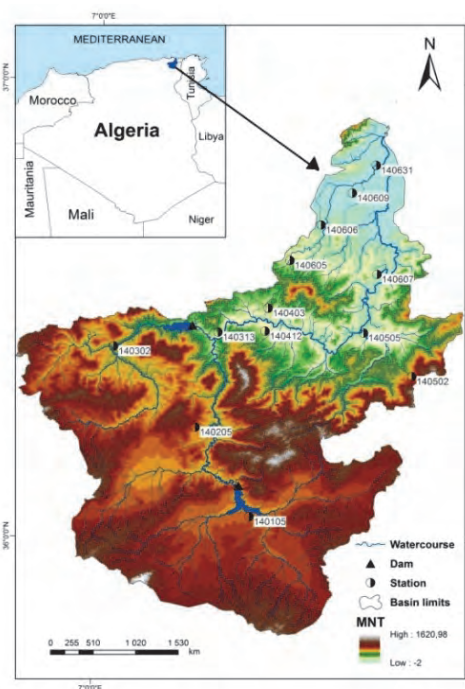 7°0'0"E
MEDITERRANEAN
N
37°0'0"N
Morocco
Tunisia
Algeria
Libya
Mauritania
Mali
Niger
140631
140609
140606
140605
140607
140403
140313
140412
140505
140302
140502
140205
140105
36°0'0"N
Watercourse
Dam
Station
Basin limits
MNT
High : 1620,98
Low : -2
0 255 510 1 020 1 530
km
7°0'0"E